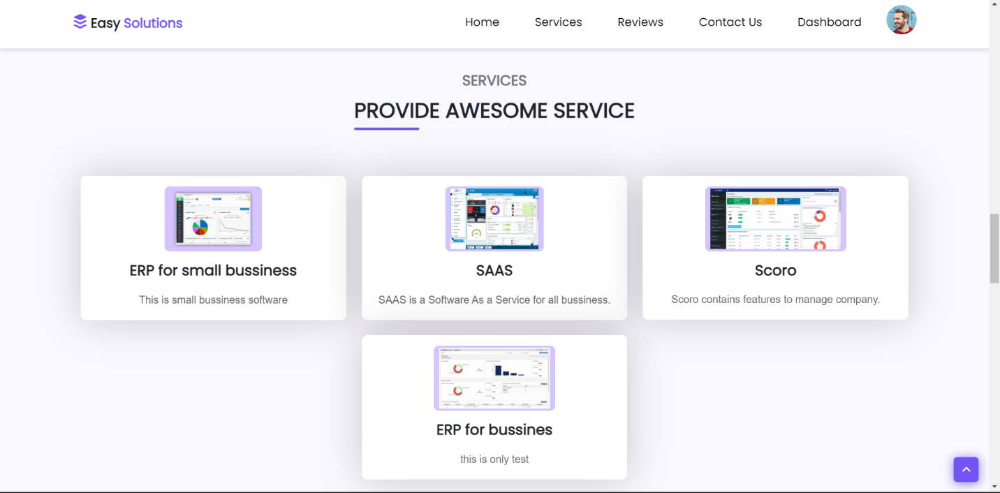 Easy Solutions
Home Services Reviews Contact Us Dashboard
SERVICES
PROVIDE AWESOME SERVICE
ERP for small bussiness
This is small bussiness software
SAAS
SAAS is a Software As a Service for all bussiness.
Scoro
Scoro contains features to manage company.
ERP for bussines
this is only test